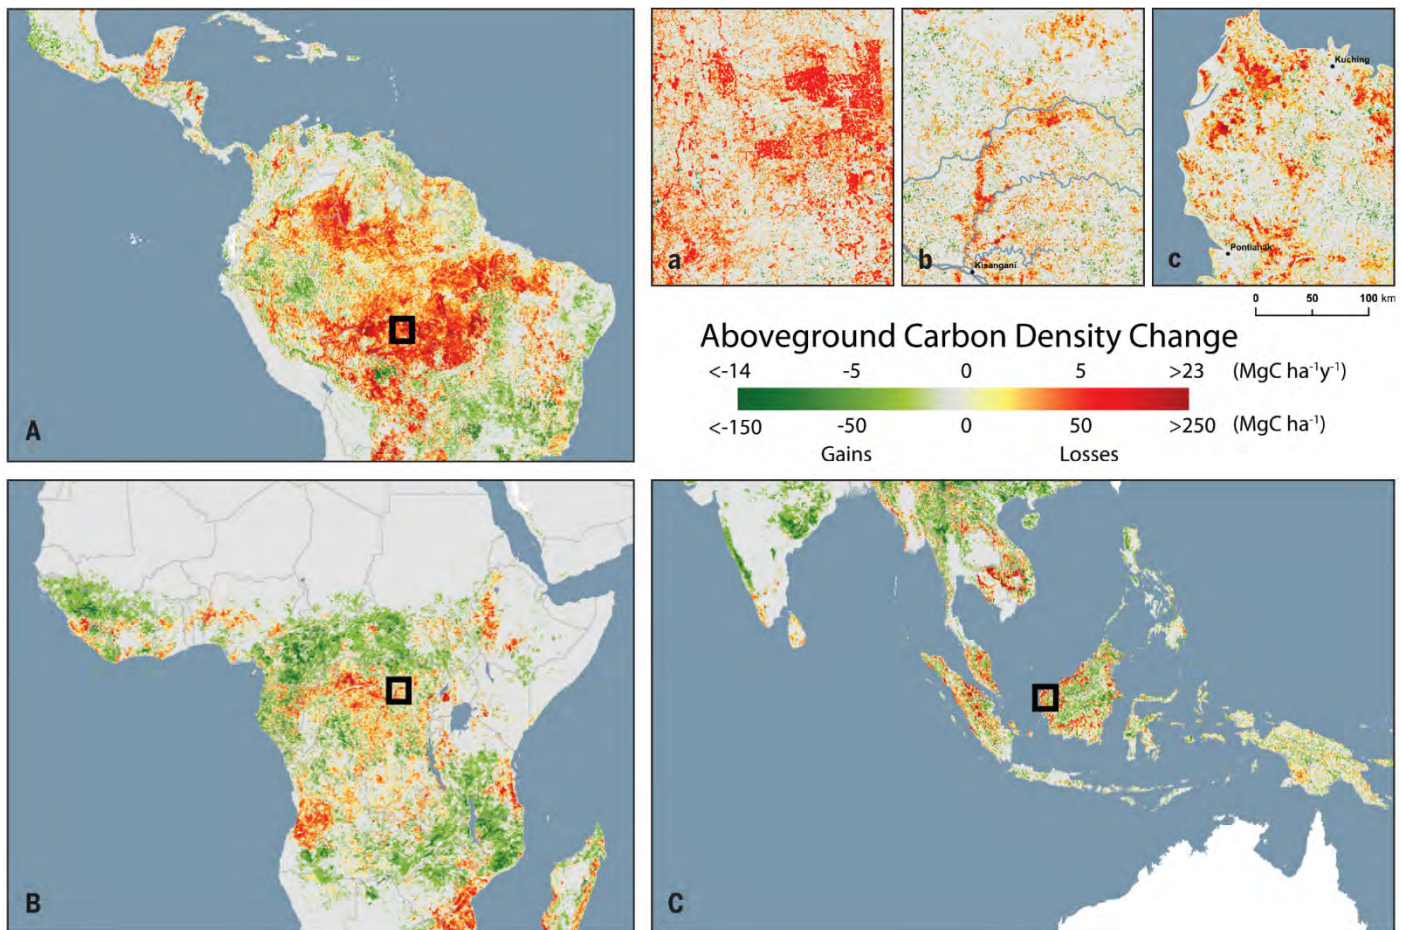 A
a
b
Kisangani
Kuching
Pontianak
c
0 50 100 km
Aboveground Carbon Density Change
<-14 -5 0 5 >23 (MgC ha⁻¹y⁻¹)
<-150 -50 0 50 >250 (MgC ha⁻¹)
Gains Losses
B
C